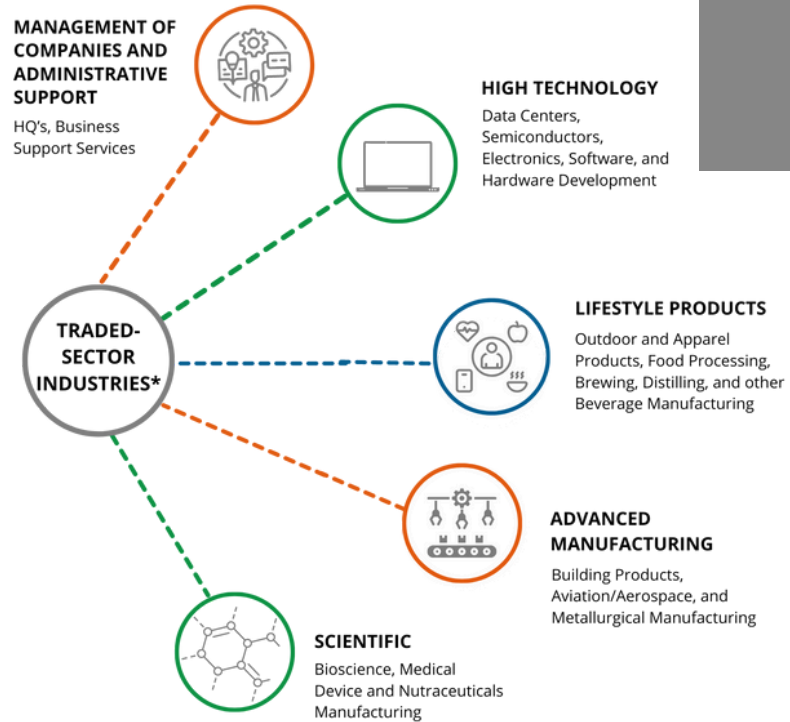 MANAGEMENT OF
COMPANIES AND
ADMINISTRATIVE
SUPPORT
HQ's, Business
Support Services
HIGH TECHNOLOGY
Data Centers,
Semiconductors,
Electronics, Software, and
Hardware Development
TRADED-
SECTOR
INDUSTRIES*
LIFESTYLE PRODUCTS
Outdoor and Apparel
Products, Food Processing,
Brewing, Distilling, and other
Beverage Manufacturing
ADVANCED
MANUFACTURING
Building Products,
Aviation/Aerospace, and
Metallurgical Manufacturing
SCIENTIFIC
Bioscience, Medical
Device and Nutraceuticals
Manufacturing